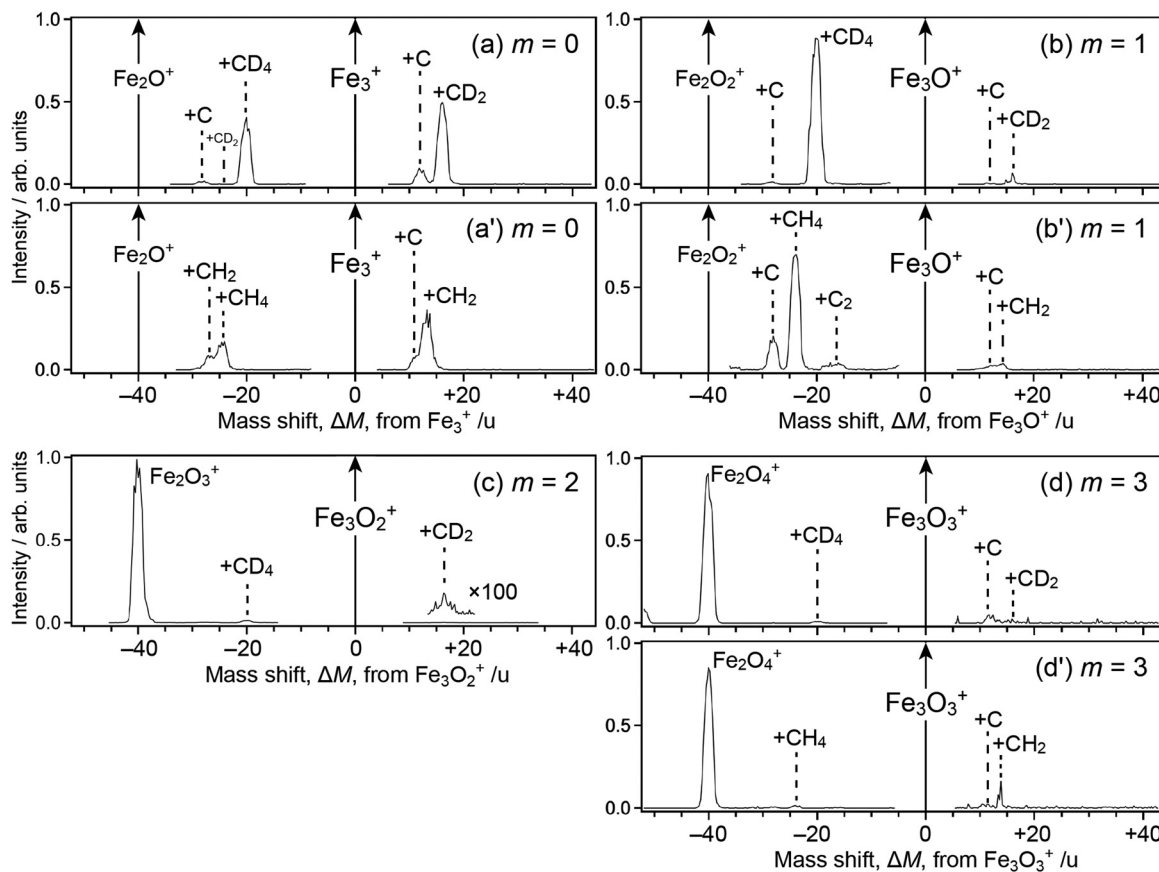 Intensity / arb. units
1.0
0.5
0.0
Fe₂O⁺
+C
+CD₂
+CD₄
Fe₃⁺
+C
+CD₂
(a) m = 0
1.0
0.5
0.0
Fe₂O₂⁺
+C
+CD₄
Fe₃O⁺
+C
+CD₂
(b) m = 1
1.0
0.5
0.0
Fe₂O⁺
+CH₂
+CH₄
Fe₃⁺
+C
+CH₂
(a') m = 0
−40 −20 0 +20 +40
Mass shift, ΔM, from Fe₃⁺ /u
1.0
0.5
0.0
Fe₂O₂⁺
+C
+CH₄
+C₂
Fe₃O⁺
+C
+CH₂
(b') m = 1
−40 −20 0 +20 +40
Mass shift, ΔM, from Fe₃O⁺ /u
Intensity / arb. units
1.0
0.5
0.0
Fe₂O₃⁺
+CD₄
Fe₃O₂⁺
+CD₂
×100
(c) m = 2
−40 −20 0 +20 +40
Mass shift, ΔM, from Fe₃O₂⁺ /u
1.0
0.5
0.0
Fe₂O₄⁺
+CD₄
Fe₃O₃⁺
+C
+CD₂
(d) m = 3
1.0
0.5
0.0
Fe₂O₄⁺
+CH₄
Fe₃O₃⁺
+C
+CH₂
(d') m = 3
−40 −20 0 +20 +40
Mass shift, ΔM, from Fe₃O₃⁺ /u